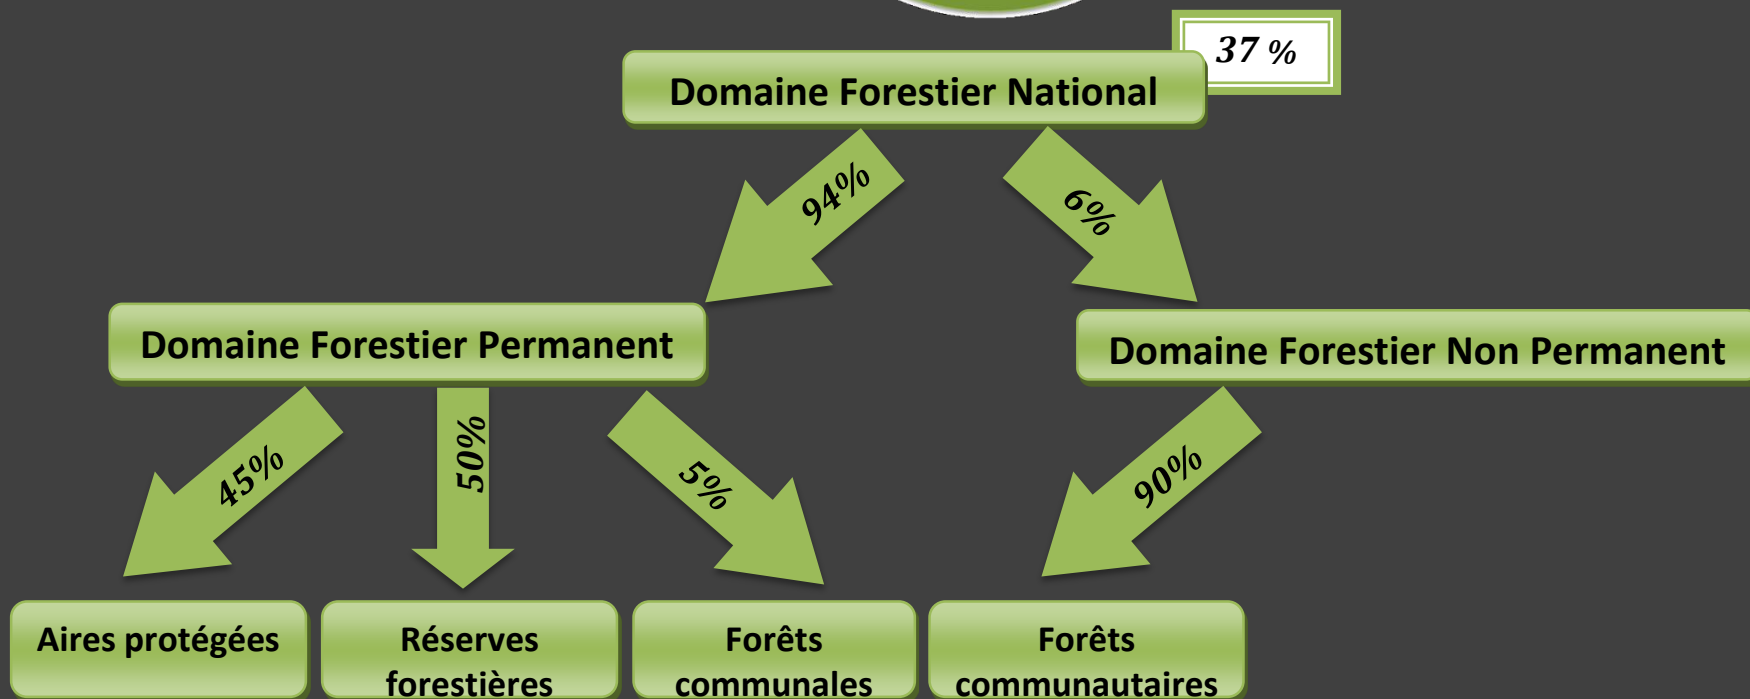 37 %
Domaine Forestier National
94%
6%
Domaine Forestier Permanent
Domaine Forestier Non Permanent
45%
50%
5%
90%
Aires protégées
Réserves
forestières
Forêts
communales
Forêts
communautaires